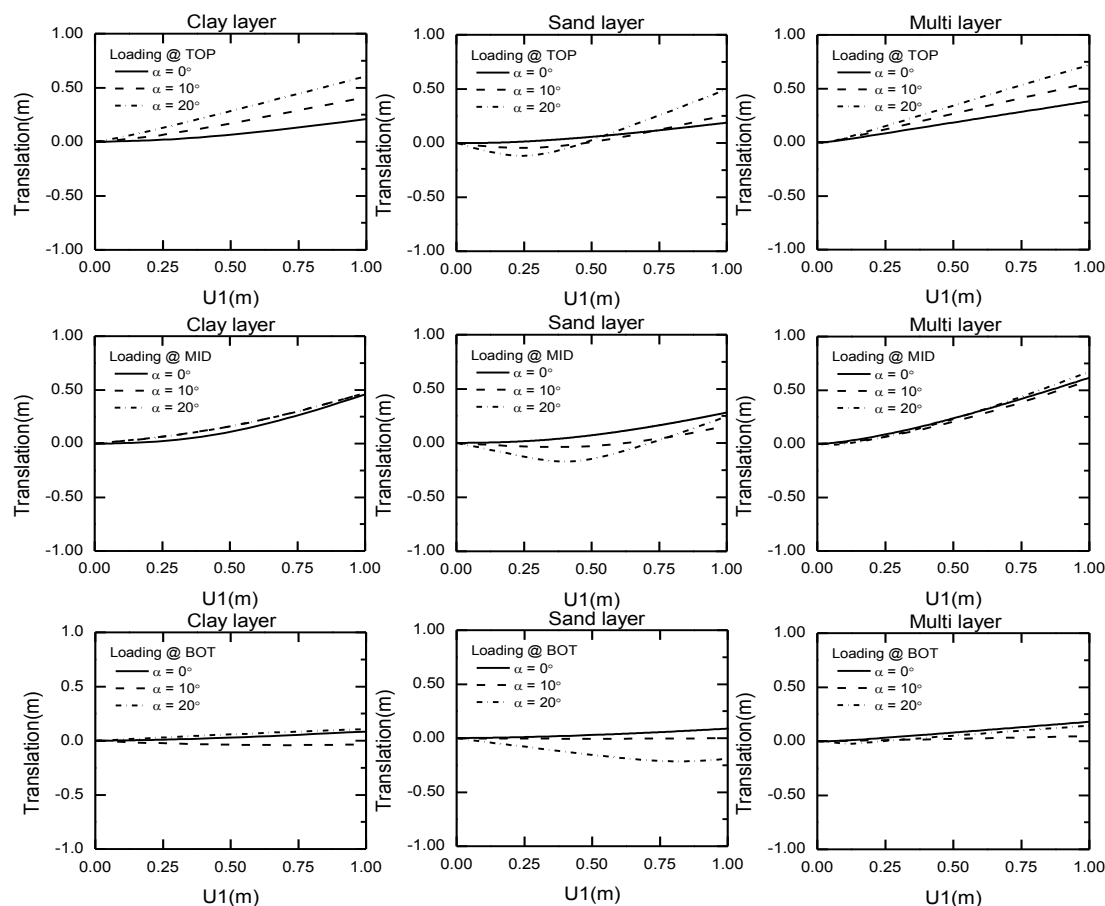 Clay layer
1.00
0.50
0.00
-0.50
-1.00
Translation(m)
Loading @ TOP
α = 0°
α = 10°
α = 20°
0.00 0.25 0.50 0.75 1.00
U1(m)
Sand layer
1.00
0.50
0.00
-0.50
-1.00
Translation(m)
Loading @ TOP
α = 0°
α = 10°
α = 20°
0.00 0.25 0.50 0.75 1.00
U1(m)
Multi layer
1.00
0.50
0.00
-0.50
-1.00
Translation(m)
Loading @ TOP
α = 0°
α = 10°
α = 20°
0.00 0.25 0.50 0.75 1.00
U1(m)
Clay layer
1.00
0.50
0.00
-0.50
-1.00
Translation(m)
Loading @ MID
α = 0°
α = 10°
α = 20°
0.00 0.25 0.50 0.75 1.00
U1(m)
Sand layer
1.00
0.50
0.00
-0.50
-1.00
Translation(m)
Loading @ MID
α = 0°
α = 10°
α = 20°
0.00 0.25 0.50 0.75 1.00
U1(m)
Multi layer
1.00
0.50
0.00
-0.50
-1.00
Translation(m)
Loading @ MID
α = 0°
α = 10°
α = 20°
0.00 0.25 0.50 0.75 1.00
U1(m)
Clay layer
1.0
0.5
0.0
-0.5
-1.0
Translation(m)
Loading @ BOT
α = 0°
α = 10°
α = 20°
0.00 0.25 0.50 0.75 1.00
U1(m)
Sand layer
1.00
0.50
0.00
-0.50
-1.00
Translation(m)
Loading @ BOT
α = 0°
α = 10°
α = 20°
0.00 0.25 0.50 0.75 1.00
U1(m)
Multi layer
1.00
0.50
0.00
-0.50
-1.00
Translation(m)
Loading @ BOT
α = 0°
α = 10°
α = 20°
0.00 0.25 0.50 0.75 1.00
U1(m)